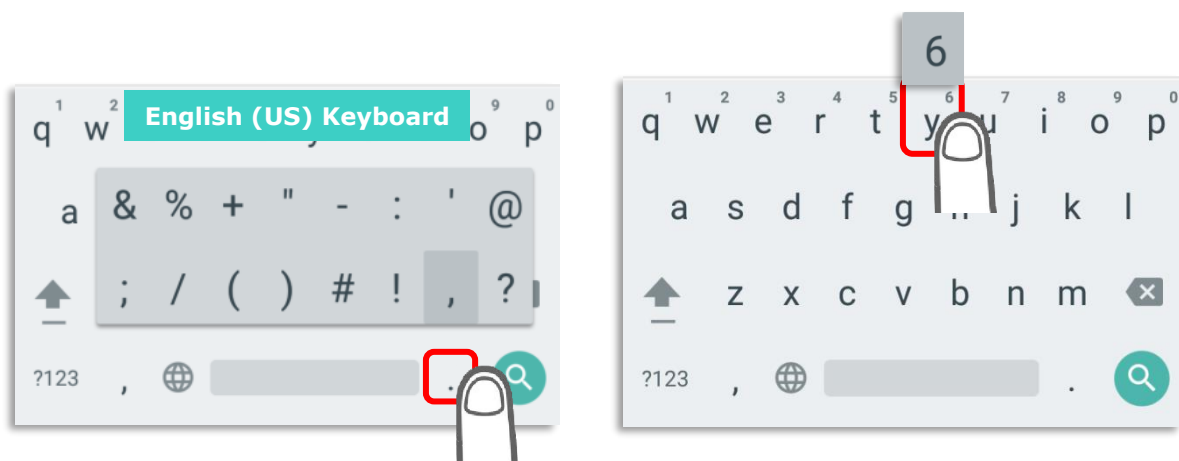 6
1 2 9 0
q w o p
English (US) Keyboard
a & % + " - : ' @
; / ( ) # ! , ?
?123 , .
1 2 3 4 5 6 7 8 9 0
q w e r t y u i o p
a s d f g h j k l
z x c v b n m
?123 , .